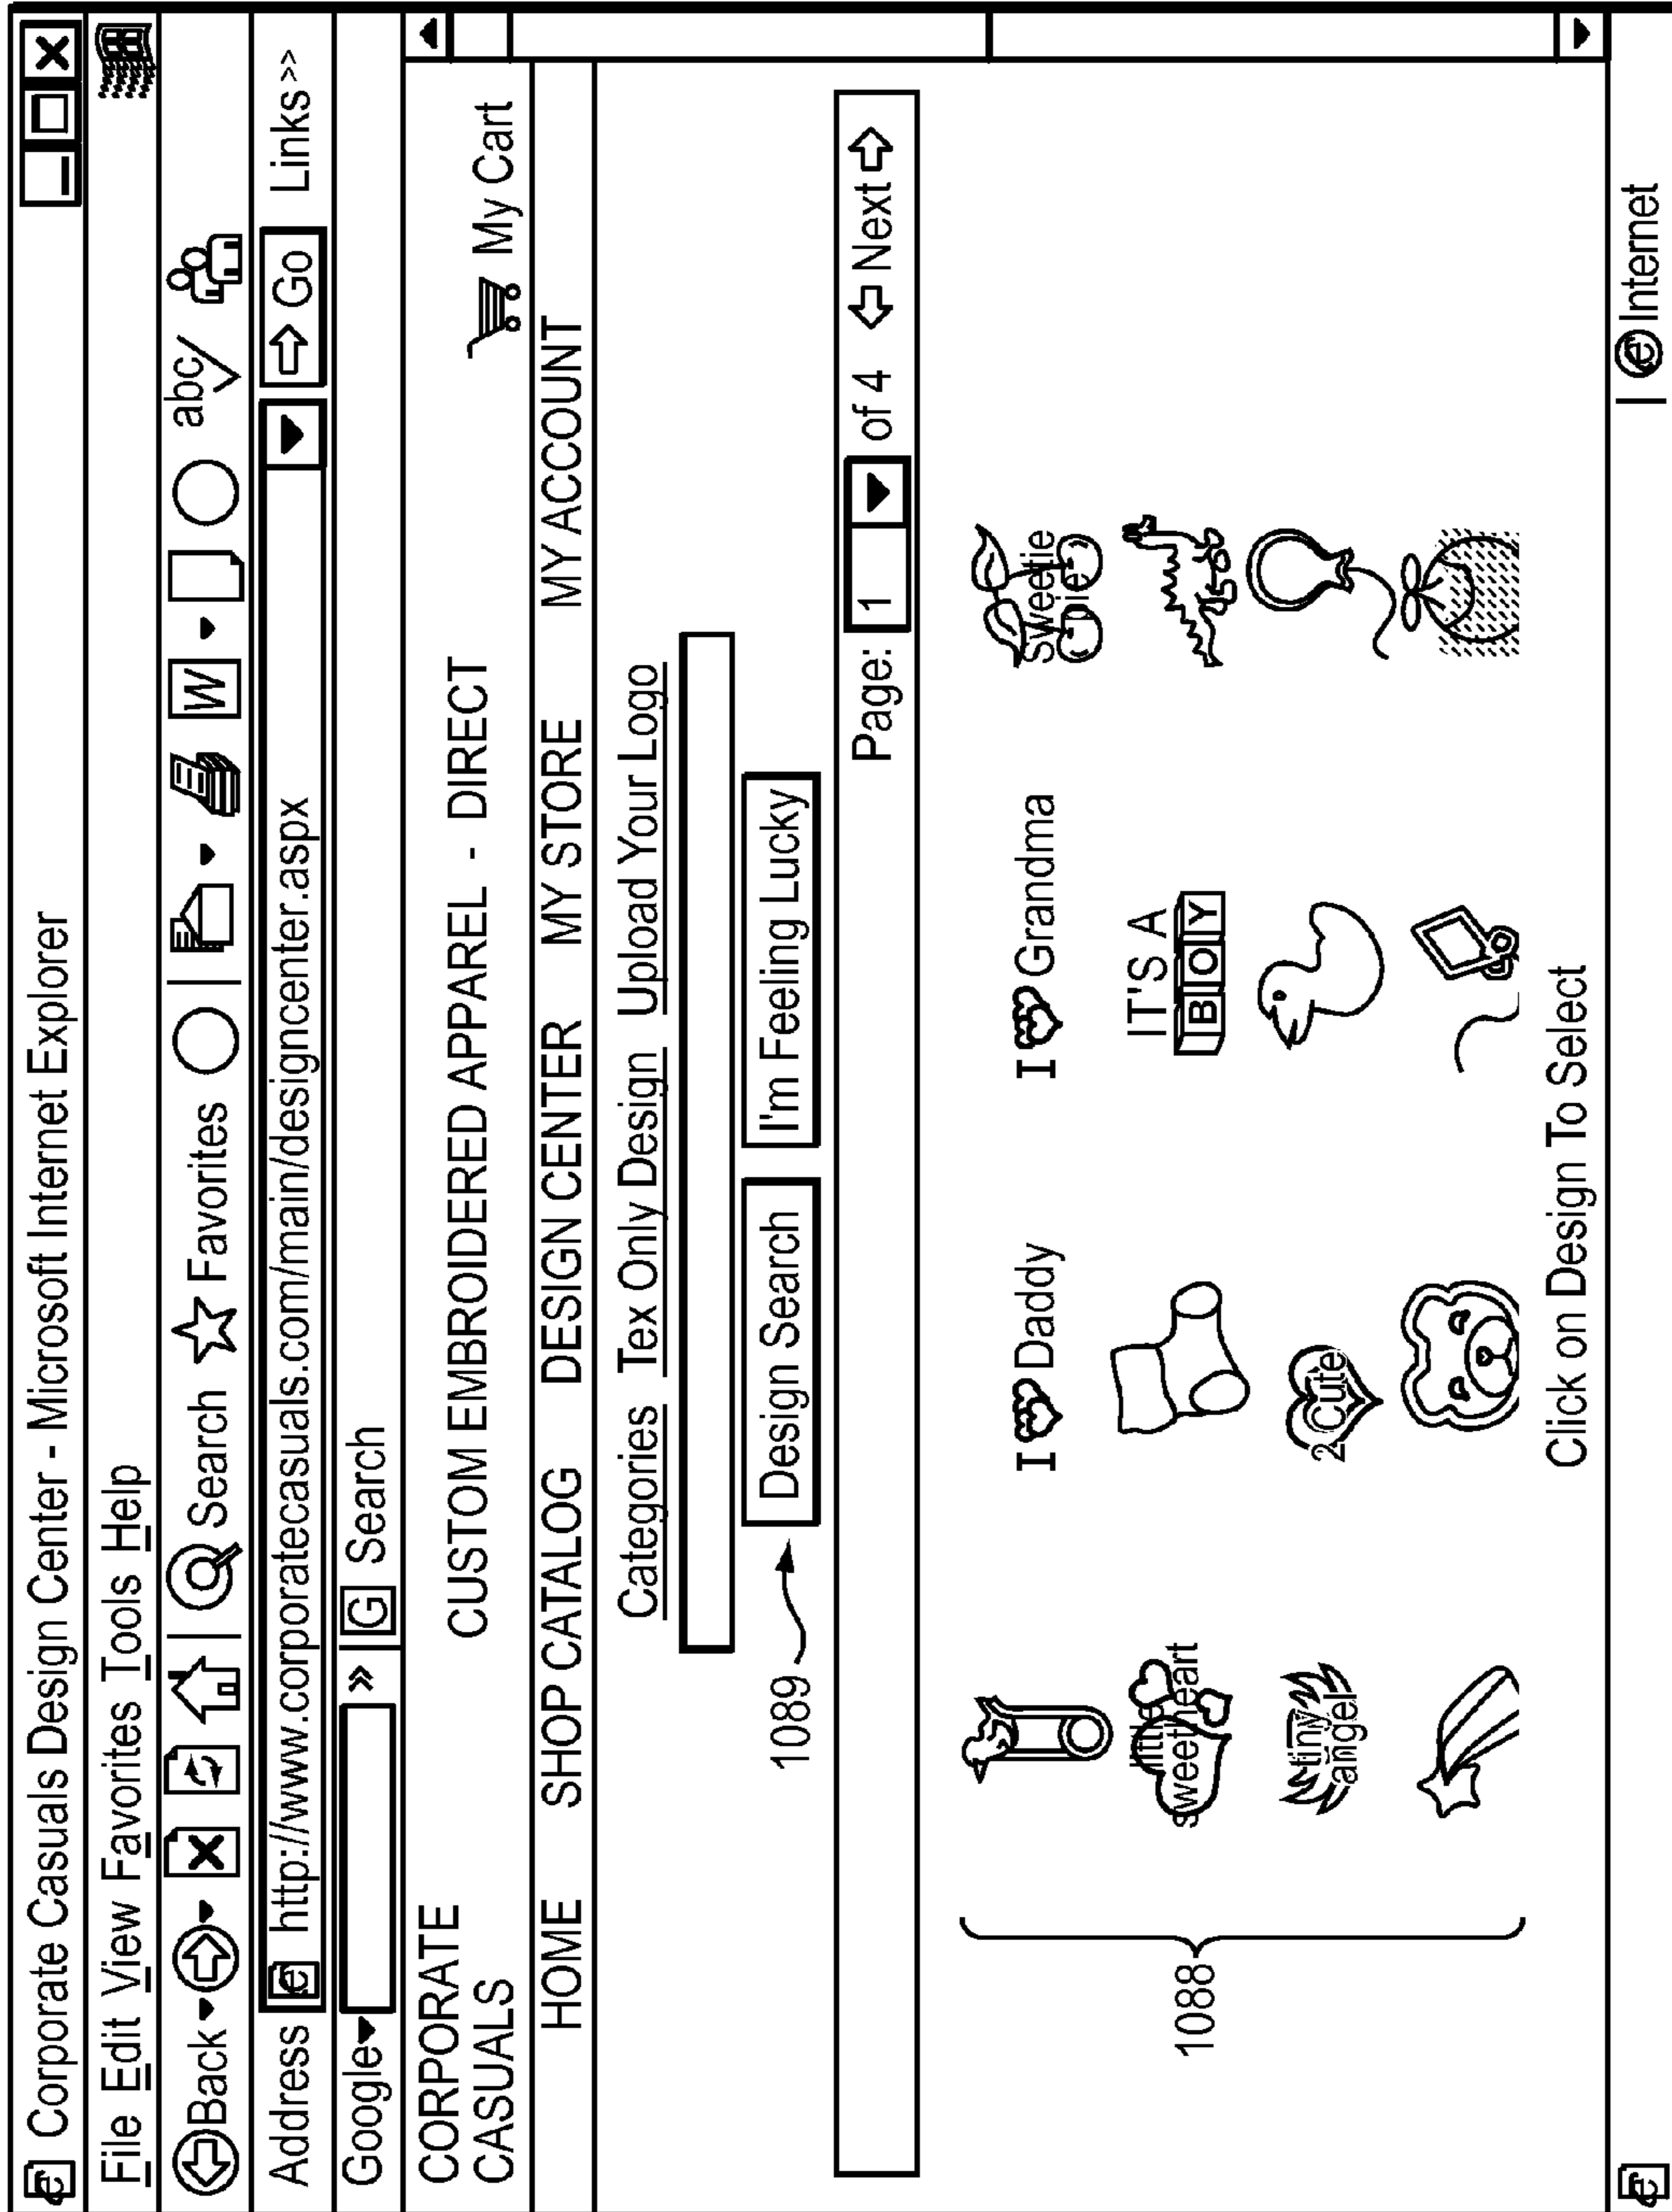 Corporate Casuals Design Center - Microsoft Internet Explorer
File Edit View Favorites Tools Help
Back Search Favorites W abc
Address http://www.corporatecasuals.com/main/designcenter.aspx Go Links >>
Google >> G Search
CORPORATE
CASUALS
CUSTOM EMBROIDERED APPAREL - DIRECT
My Cart
HOME SHOP CATALOG DESIGN CENTER MY STORE MY ACCOUNT
Categories Tex Only Design Upload Your Logo
1089 Design Search I'm Feeling Lucky
Page: 1 of 4 Next
I Daddy I Grandma Sweetie
pie
little
sweetheart
IT'S A
BOY
tiny
angel
2 Cute
1088
Click on Design To Select
Internet